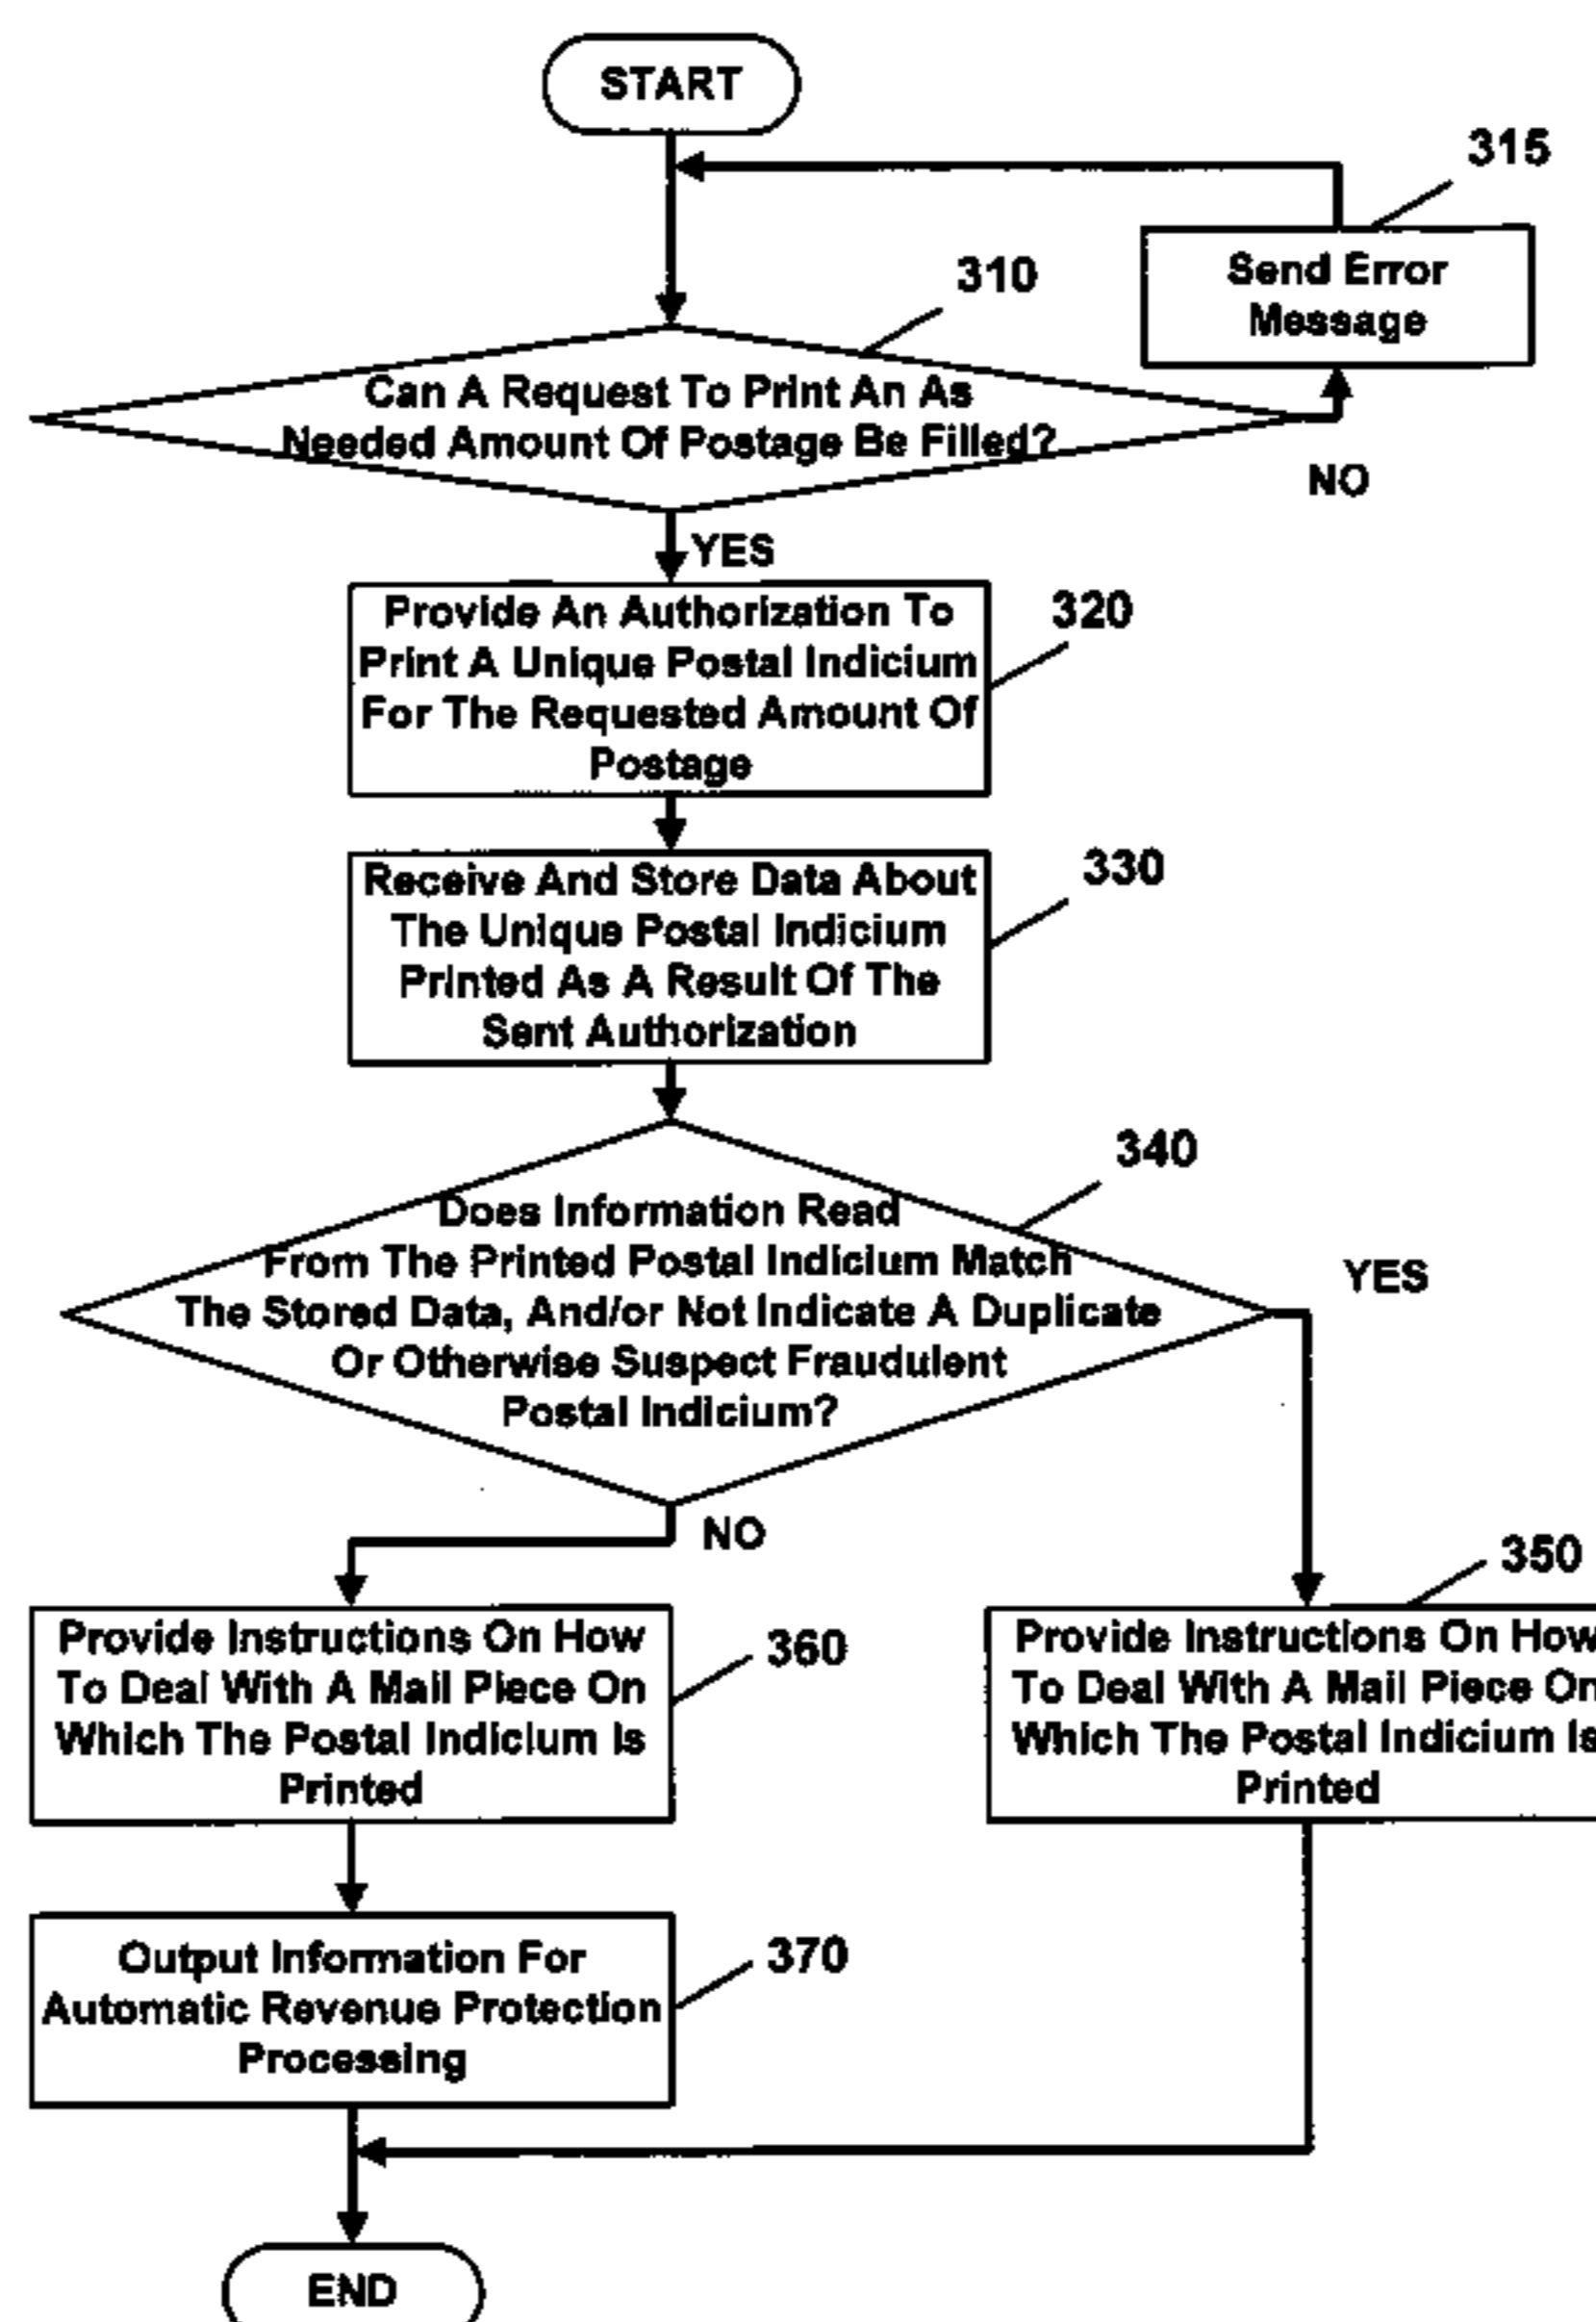 START
315
Send Error
Message
310
Can A Request To Print An As
Needed Amount Of Postage Be Filled?
NO
YES
Provide An Authorization To
Print A Unique Postal Indicium
For The Requested Amount Of
Postage
320
Receive And Store Data About
The Unique Postal Indicium
Printed As A Result Of The
Sent Authorization
330
340
Does Information Read
From The Printed Postal Indicium Match
The Stored Data, And/or Not Indicate A Duplicate
Or Otherwise Suspect Fraudulent
Postal Indicium?
YES
NO
350
Provide Instructions On How
To Deal With A Mail Piece On
Which The Postal Indicium Is
Printed
360
Provide Instructions On How
To Deal With A Mail Piece On
Which The Postal Indicium Is
Printed
Output Information For
Automatic Revenue Protection
Processing
370
END